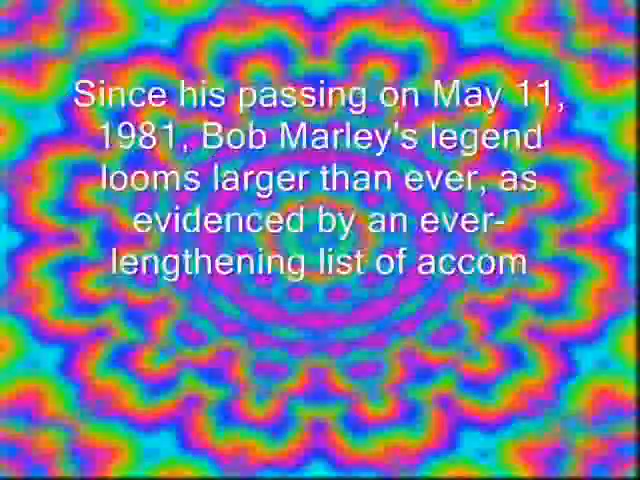 Since his passing on May 11,
1981, Bob Marley's legend
looms larger than ever, as
evidenced by an ever-
lengthening list of accom